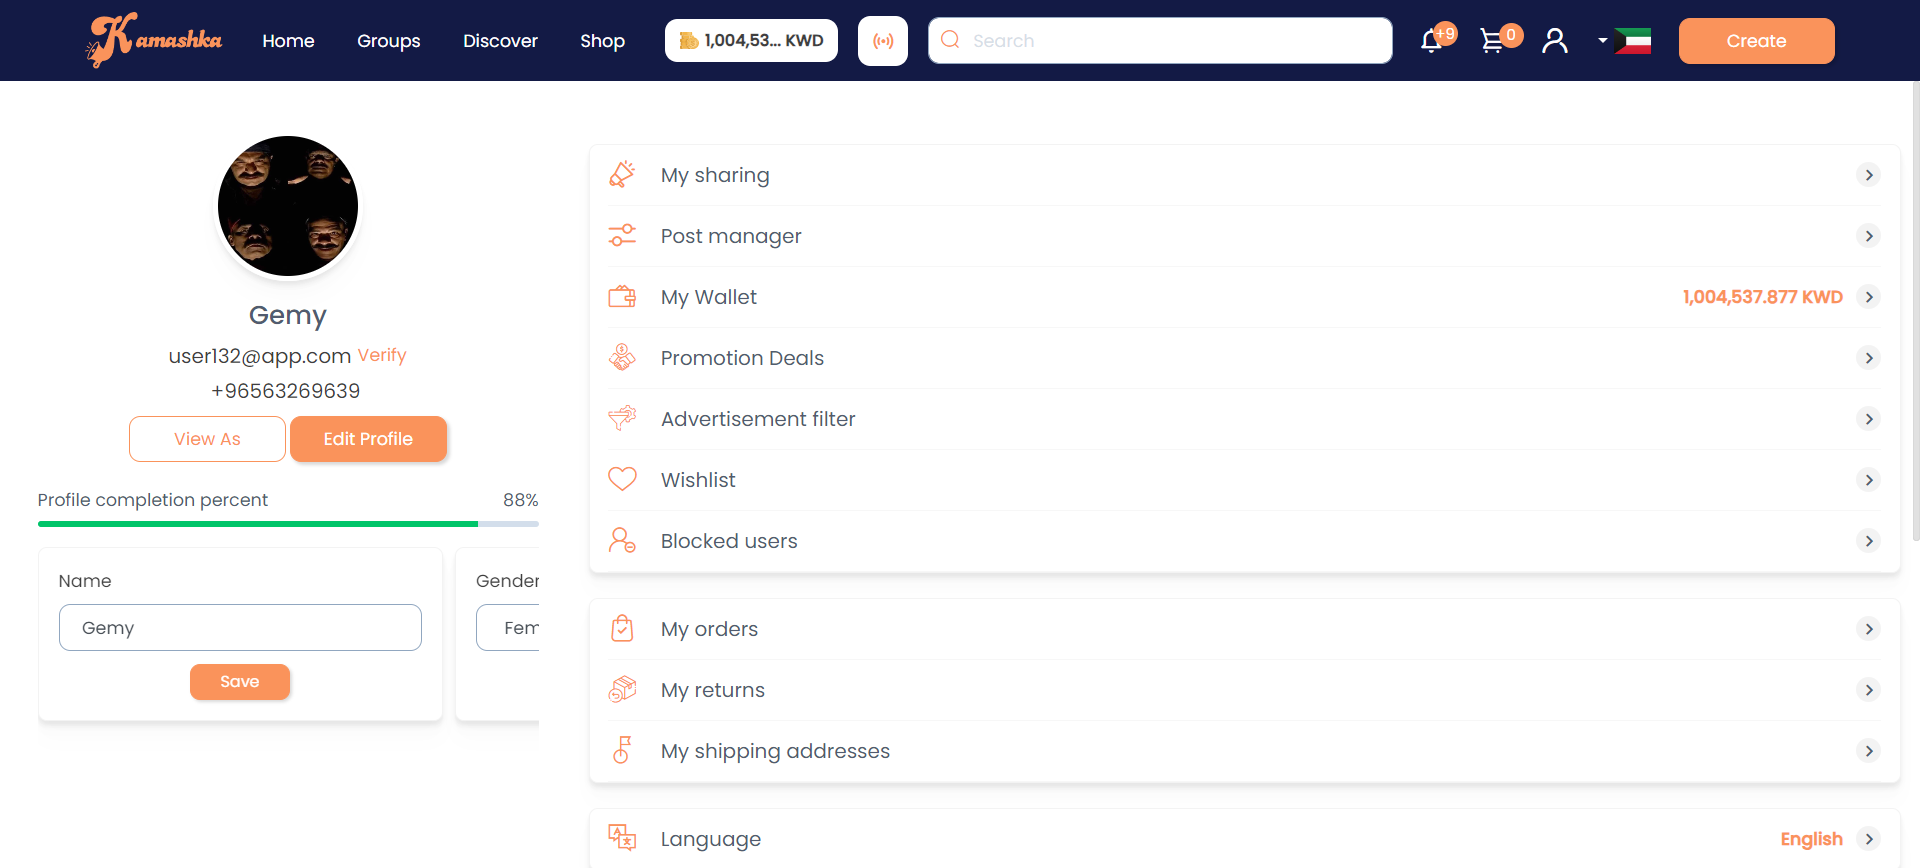 Kamashka
Home
Groups
Discover
Shop
1,004,53... KWD
Search
+9
0
Create
Gemy
user132@app.com Verify
+96563269639
View As
Edit Profile
Profile completion percent 88%
Name
Gemy
Save
Gender
Fem
My sharing
Post manager
My Wallet 1,004,537.877 KWD
Promotion Deals
Advertisement filter
Wishlist
Blocked users
My orders
My returns
My shipping addresses
Language English